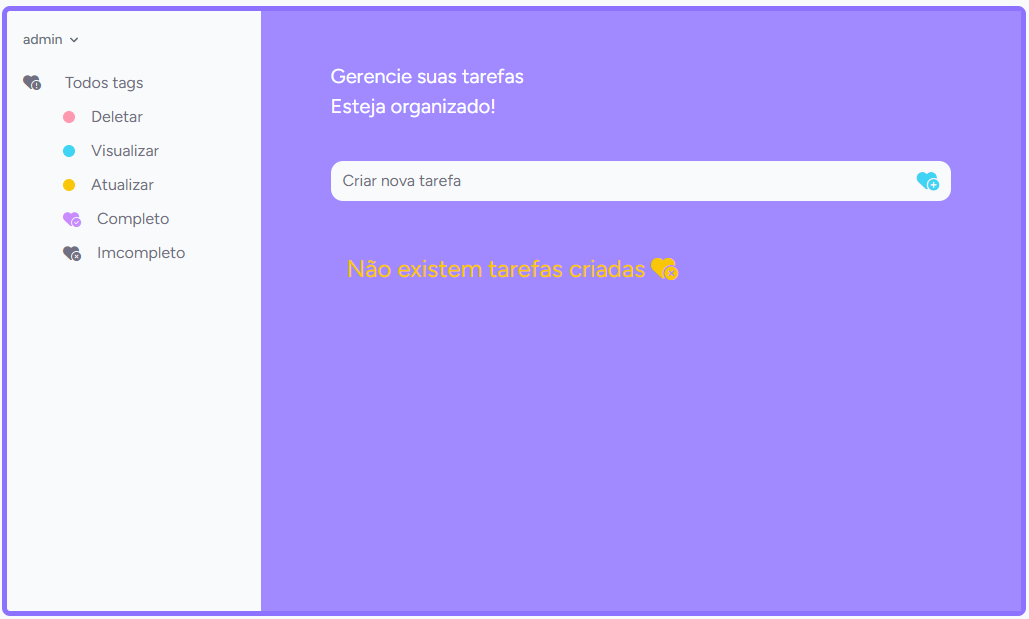 admin
Todos tags
Deletar
Visualizar
Atualizar
Completo
Imcompleto
Gerencie suas tarefas
Esteja organizado!
Criar nova tarefa
Não existem tarefas criadas